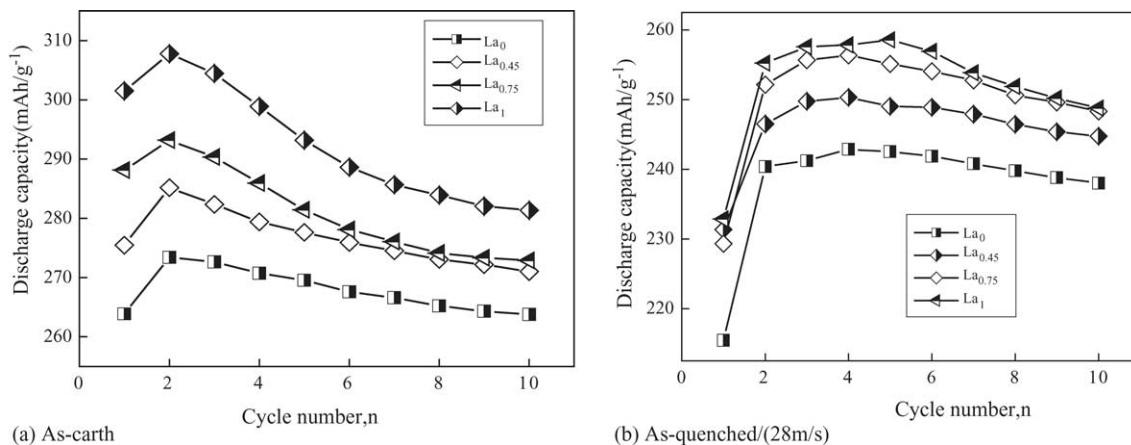 310
300
290
280
270
260
Discharge capacity(mAh/g⁻¹)
La₀
La₀.₄₅
La₀.₇₅
La₁
0 2 4 6 8 10
Cycle number,n
(a) As-carth
260
250
240
230
220
Discharge capacity(mAh/g⁻¹)
La₀
La₀.₄₅
La₀.₇₅
La₁
0 2 4 6 8 10
Cycle number,n
(b) As-quenched/(28m/s)